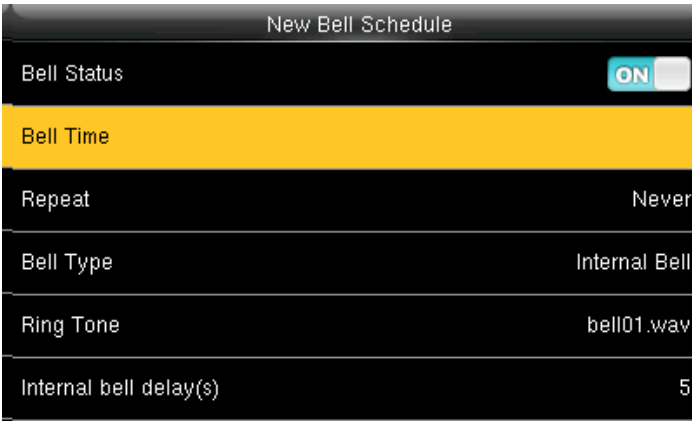 New Bell Schedule
Bell Status ON
Bell Time
Repeat Never
Bell Type Internal Bell
Ring Tone bell01.wav
Internal bell delay(s) 5